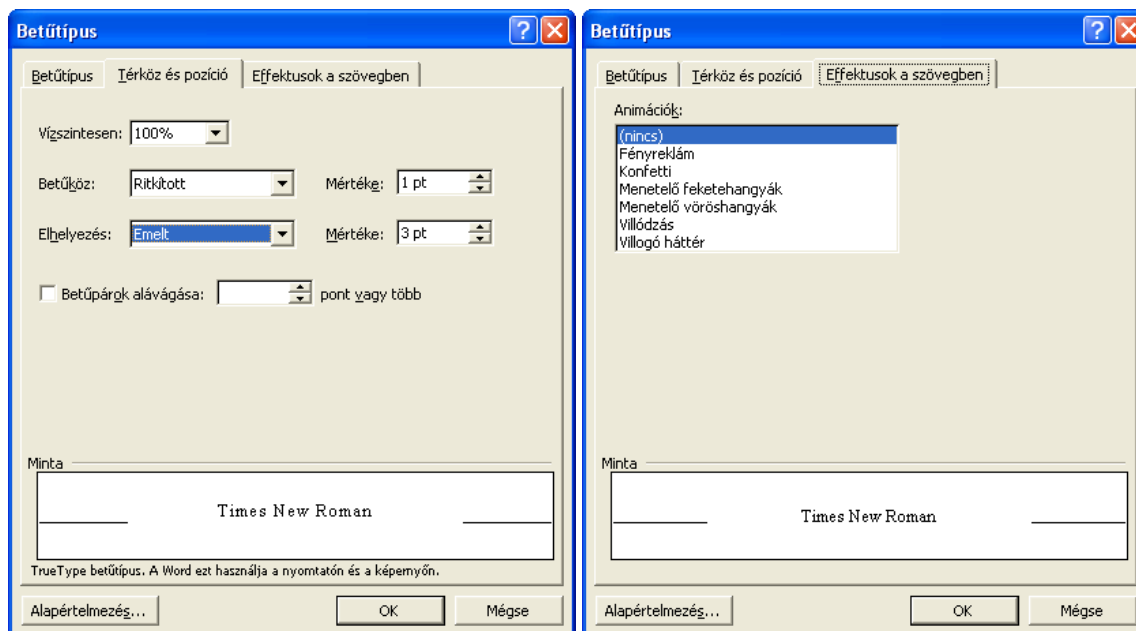 Betűtípus
Betűtípus Térköz és pozíció Effektusok a szövegben
Vízszintesen: 100%
Betűköz: Ritkított Mértéke: 1 pt
Elhelyezés: Emelt Mértéke: 3 pt
Betűpárok alávágása: pont vagy több
Minta
Times New Roman
TrueType betűtípus. A Word ezt használja a nyomtatón és a képernyőn.
Alapértelmezés... OK Mégse
Betűtípus
Betűtípus Térköz és pozíció Effektusok a szövegben
Animációk:
(nincs)
Fényreklám
Konfetti
Menetelő feketehangyák
Menetelő vöröshangyák
Villódzás
Villogó háttér
Minta
Times New Roman
Alapértelmezés... OK Mégse